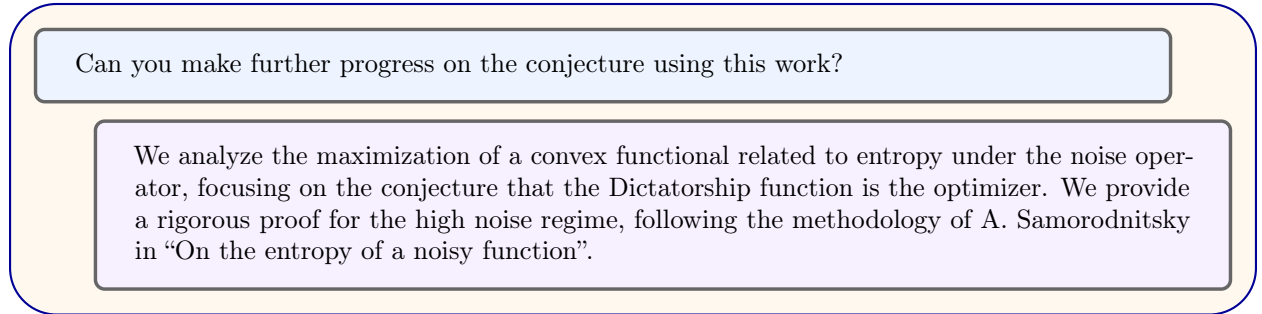 Can you make further progress on the conjecture using this work?
We analyze the maximization of a convex functional related to entropy under the noise oper-
ator, focusing on the conjecture that the Dictatorship function is the optimizer. We provide
a rigorous proof for the high noise regime, following the methodology of A. Samorodnitsky
in “On the entropy of a noisy function”.